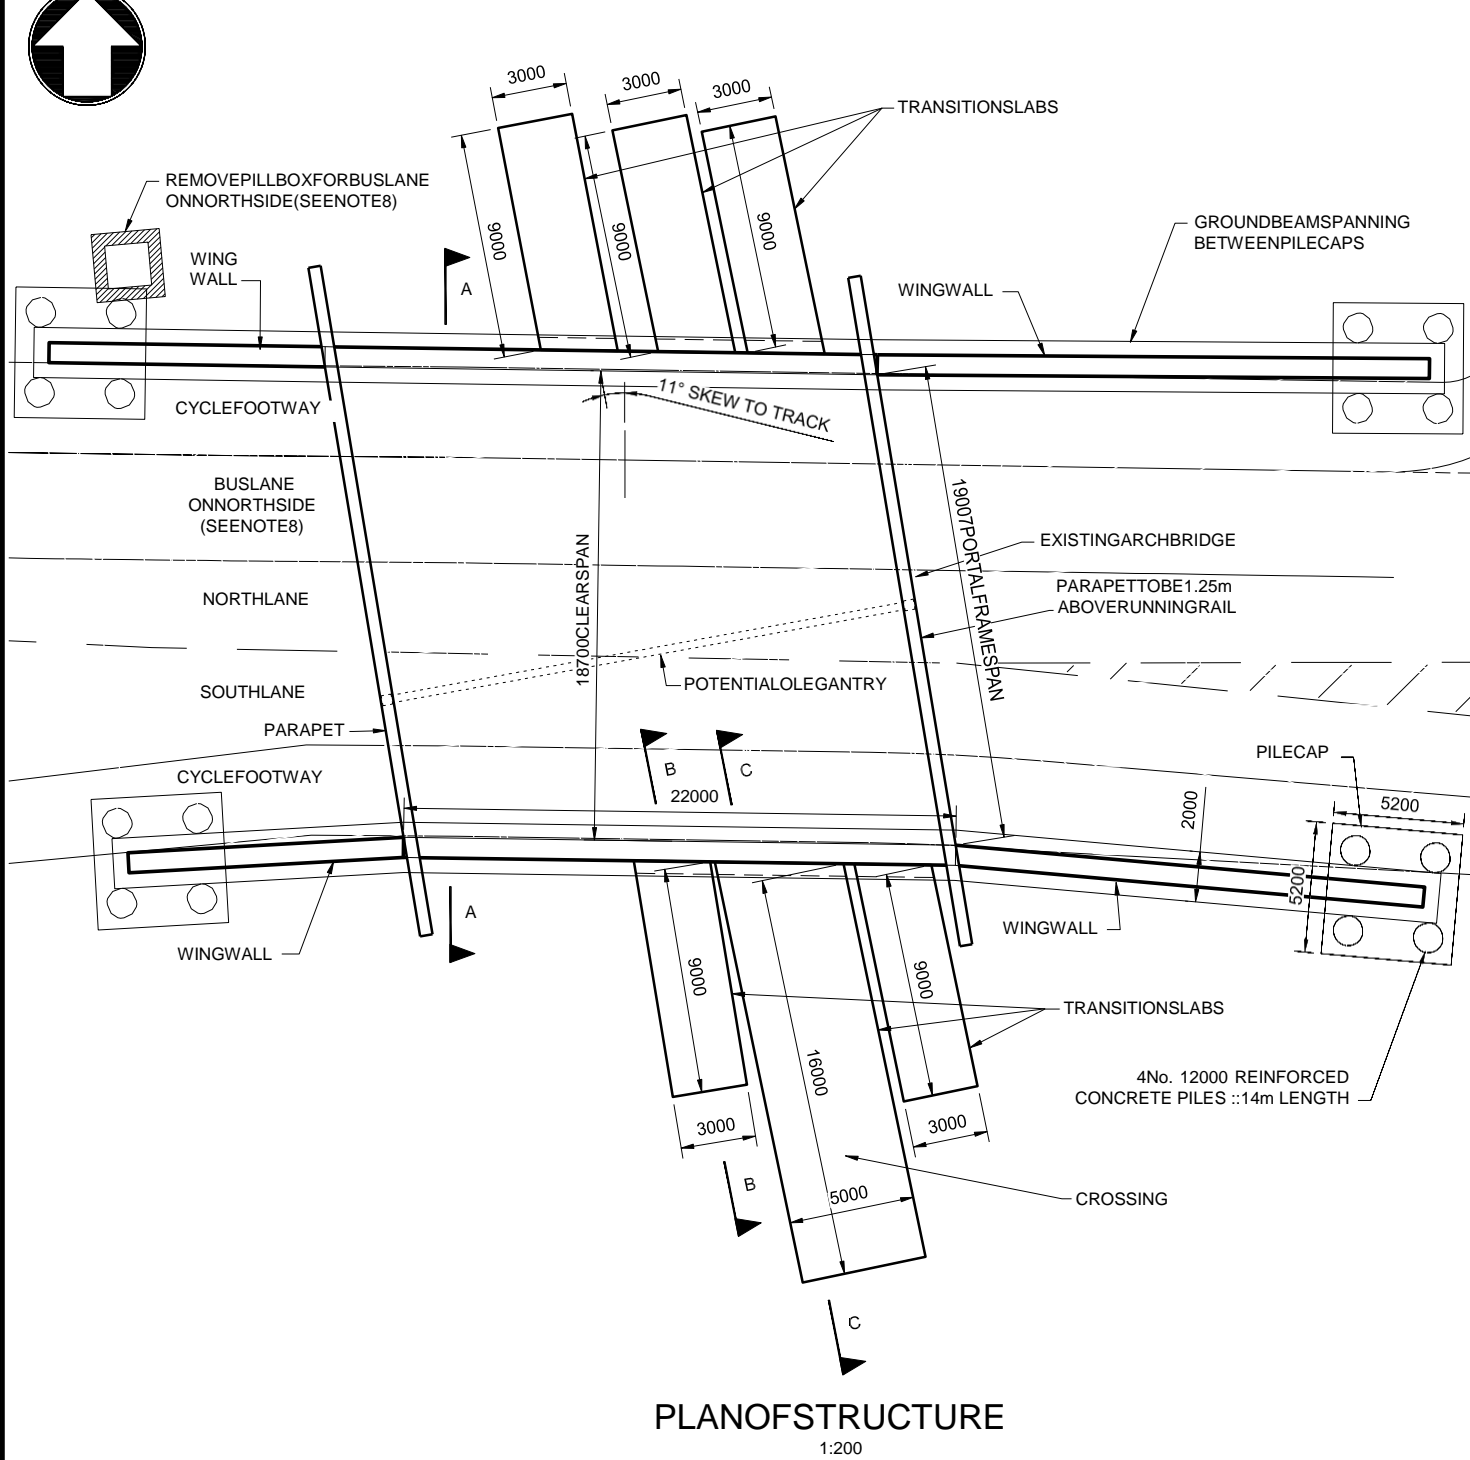 3000
3000
3000
TRANSITIONSLABS
REMOVEPILLBOXFORBUSLANE
ONNORTHSIDE(SEENOTE8)
9000
9000
9000
GROUNDBEAMSPANNING
BETWEENPILECAPS
WING
WALL
A
WINGWALL
11° SKEW TO TRACK
CYCLEFOOTWAY
BUSLANE
ONNORTHSIDE
(SEENOTE8)
18700CLEARSPAN
19007PORTALFRAMESPAN
EXISTINGARCHBRIDGE
PARAPETTOBE1.25m
ABOVERUNNINGRAIL
NORTHLANE
SOUTHLANE
POTENTIALOLEGANTRY
PARAPET
CYCLEFOOTWAY
B
C
22000
PILECAP
5200
2000
5200
A
WINGWALL
WINGWALL
9000
9000
TRANSITIONSLABS
16000
4No. 12000 REINFORCED
CONCRETE PILES ::14m LENGTH
3000
3000
B
5000
CROSSING
C
PLANOFSTRUCTURE
1:200